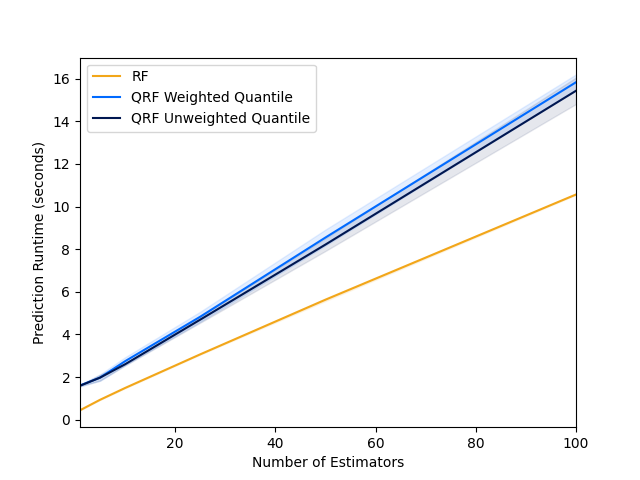 RF
QRF Weighted Quantile
QRF Unweighted Quantile
Prediction Runtime (seconds)
16
14
12
10
8
6
4
2
0
20 40 60 80 100
Number of Estimators